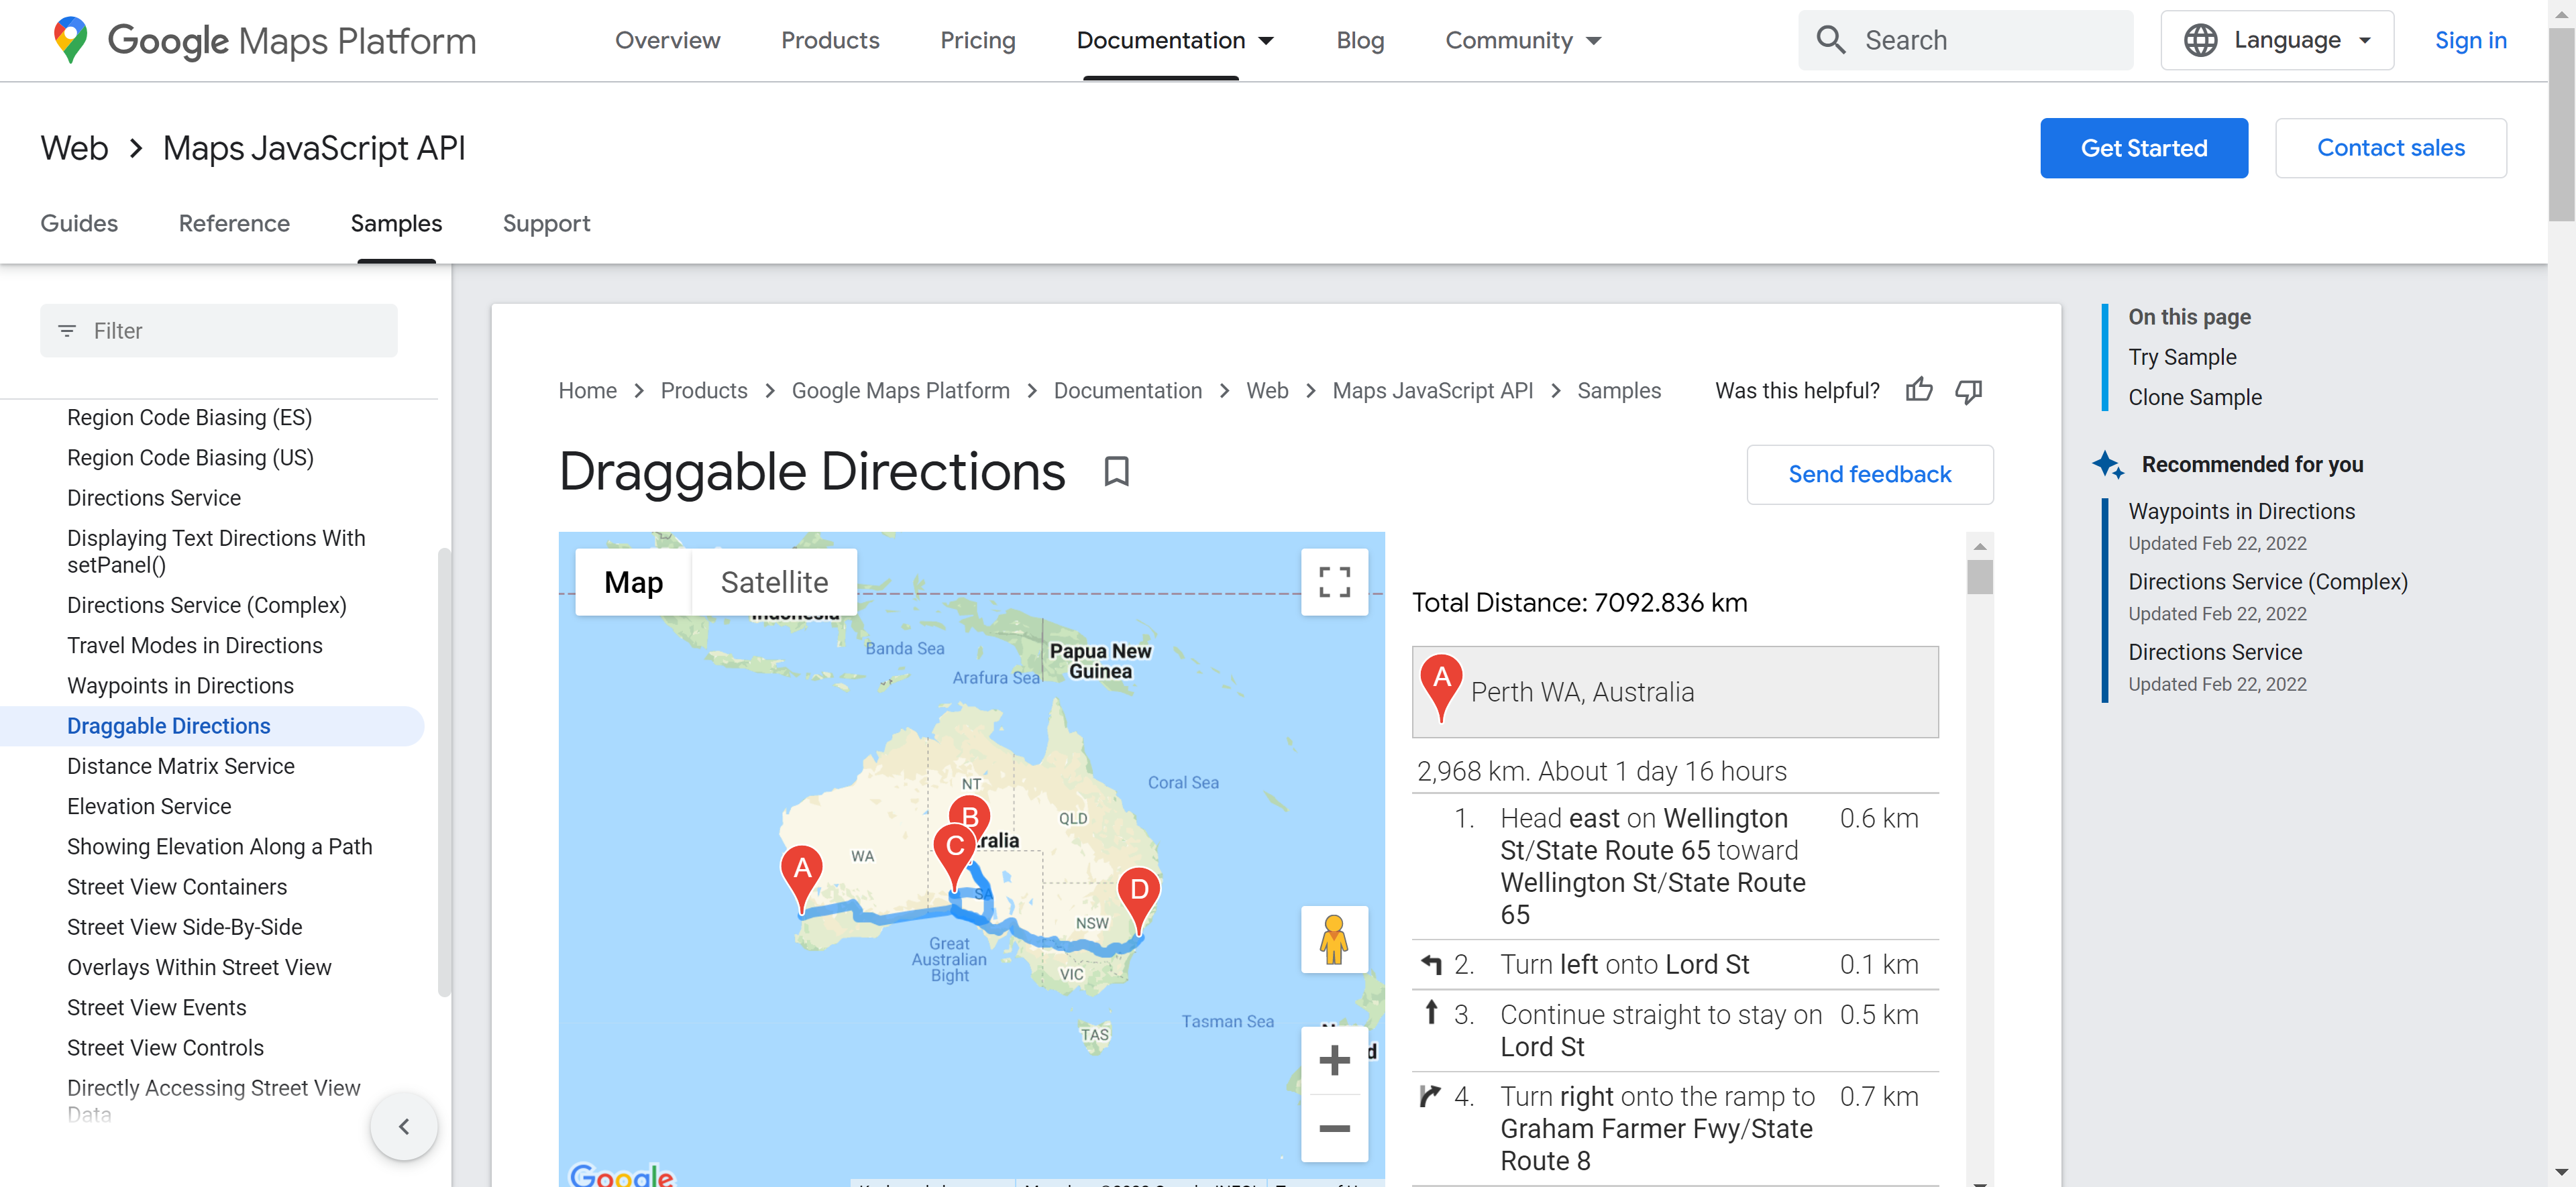 Google Maps Platform
Overview
Products
Pricing
Documentation
Blog
Community
Search
Language
Sign in
Web
Maps JavaScript API
Get Started
Contact sales
Guides
Reference
Samples
Support
Filter
Region Code Biasing (ES)
Region Code Biasing (US)
Directions Service
Displaying Text Directions With
setPanel()
Directions Service (Complex)
Travel Modes in Directions
Waypoints in Directions
Draggable Directions
Distance Matrix Service
Elevation Service
Showing Elevation Along a Path
Street View Containers
Street View Side-By-Side
Overlays Within Street View
Street View Events
Street View Controls
Directly Accessing Street View
Data
Home
Products
Google Maps Platform
Documentation
Web
Maps JavaScript API
Samples
Was this helpful?
Draggable Directions
Send feedback
Map
Satellite
Indonesia
Banda Sea
Papua New
Guinea
Arafura Sea
Coral Sea
NT
QLD
B
ralia
C
WA
A
D
SA
NSW
Great
Australian
Bight
VIC
Tasman Sea
TAS
Google
Total Distance: 7092.836 km
A
Perth WA, Australia
2,968 km. About 1 day 16 hours
1. Head east on Wellington 0.6 km
St/State Route 65 toward
Wellington St/State Route
65
2. Turn left onto Lord St 0.1 km
3. Continue straight to stay on 0.5 km
Lord St
4. Turn right onto the ramp to 0.7 km
Graham Farmer Fwy/State
Route 8
On this page
Try Sample
Clone Sample
Recommended for you
Waypoints in Directions
Updated Feb 22, 2022
Directions Service (Complex)
Updated Feb 22, 2022
Directions Service
Updated Feb 22, 2022